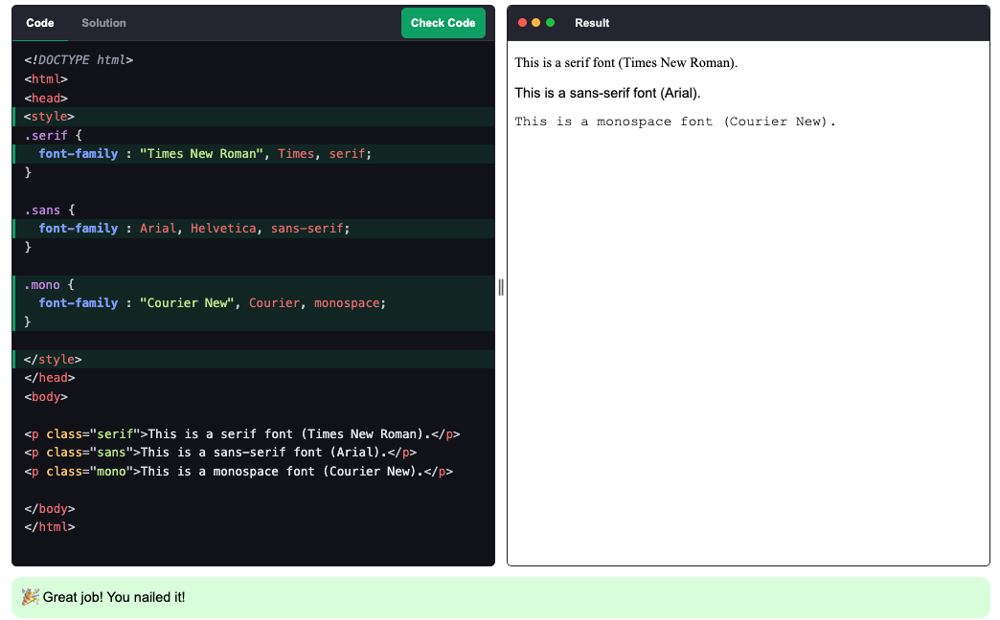 Code Solution Check Code
<!DOCTYPE html>
<html>
<head>
<style>
.serif {
  font-family : "Times New Roman", Times, serif;
}
.sans {
  font-family : Arial, Helvetica, sans-serif;
}
.mono {
  font-family : "Courier New", Courier, monospace;
}
</style>
</head>
<body>
<p class="serif">This is a serif font (Times New Roman).</p>
<p class="sans">This is a sans-serif font (Arial).</p>
<p class="mono">This is a monospace font (Courier New).</p>
</body>
</html>
Result
This is a serif font (Times New Roman).
This is a sans-serif font (Arial).
This is a monospace font (Courier New).
🎉 Great job! You nailed it!